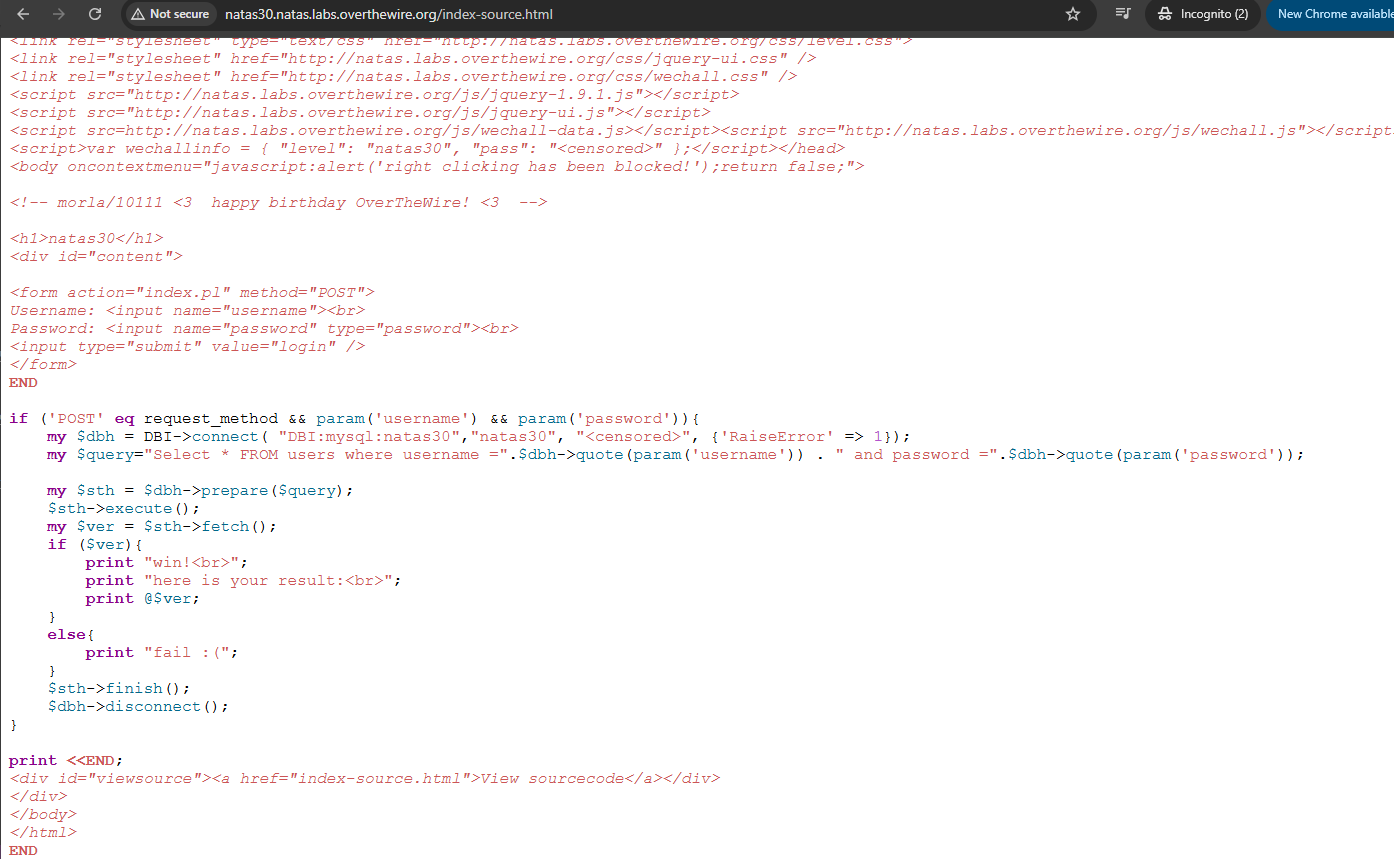 Not secure natas30.natas.labs.overthewire.org/index-source.html Incognito (2) New Chrome available
<link rel="stylesheet" type="text/css" href="http://natas.labs.overthewire.org/css/level.css">
<link rel="stylesheet" href="http://natas.labs.overthewire.org/css/jquery-ui.css" />
<link rel="stylesheet" href="http://natas.labs.overthewire.org/css/wechall.css" />
<script src="http://natas.labs.overthewire.org/js/jquery-1.9.1.js"></script>
<script src="http://natas.labs.overthewire.org/js/jquery-ui.js"></script>
<script src=http://natas.labs.overthewire.org/js/wechall-data.js></script><script src="http://natas.labs.overthewire.org/js/wechall.js"></script
<script>var wechallinfo = { "level": "natas30", "pass": "<censored>" };</script></head>
<body oncontextmenu="javascript:alert('right clicking has been blocked!');return false;">
<!-- morla/10111 <3  happy birthday OverTheWire! <3  -->
<h1>natas30</h1>
<div id="content">
<form action="index.pl" method="POST">
Username: <input name="username"><br>
Password: <input name="password" type="password"><br>
<input type="submit" value="login" />
</form>
END
if ('POST' eq request_method && param('username') && param('password')){
    my $dbh = DBI->connect( "DBI:mysql:natas30","natas30", "<censored>", {'RaiseError' => 1});
    my $query="Select * FROM users where username =".$dbh->quote(param('username')) . " and password =".$dbh->quote(param('password'));
    my $sth = $dbh->prepare($query);
    $sth->execute();
    my $ver = $sth->fetch();
    if ($ver){
        print "win!<br>";
        print "here is your result:<br>";
        print @$ver;
    }
    else{
        print "fail :(";
    }
    $sth->finish();
    $dbh->disconnect();
}
print <<END;
<div id="viewsource"><a href="index-source.html">View sourcecode</a></div>
</div>
</body>
</html>
END